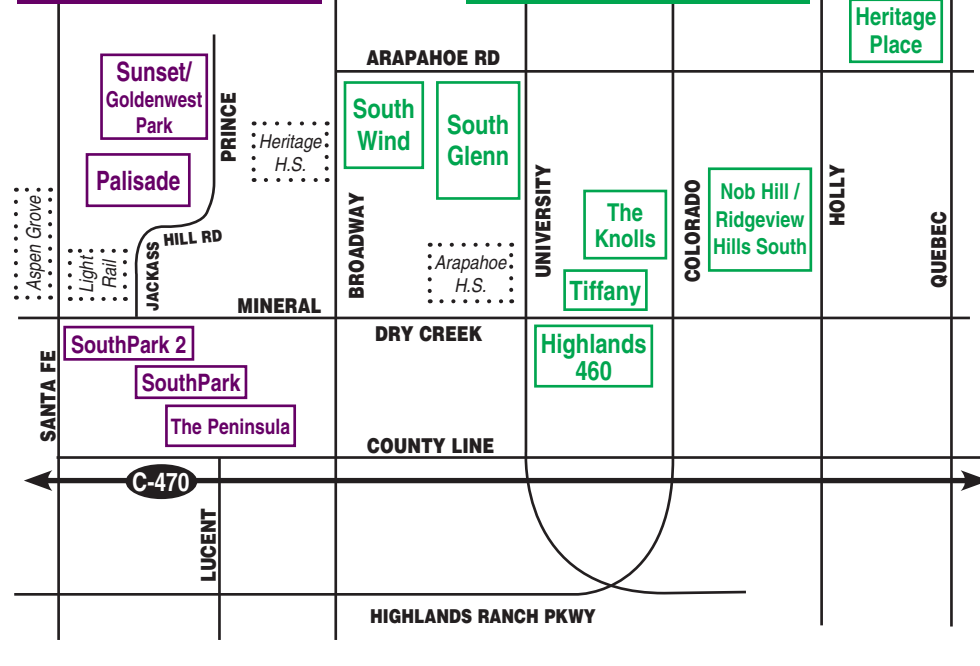 Heritage
Place
ARAPAHOE RD
Sunset/
Goldenwest
Park
PRINCE
South
Wind
South
Glenn
Heritage
H.S.
Palisade
HOLLY
UNIVERSITY
COLORADO
Nob Hill /
Ridgeview
Hills South
Aspen Grove
BROADWAY
The
Knolls
QUEBEC
HILL RD
JACKASS
Light
Rail
Arapahoe
H.S.
Tiffany
MINERAL
DRY CREEK
SouthPark 2
Highlands
460
SANTA FE
SouthPark
The Peninsula
COUNTY LINE
C-470
LUCENT
HIGHLANDS RANCH PKWY